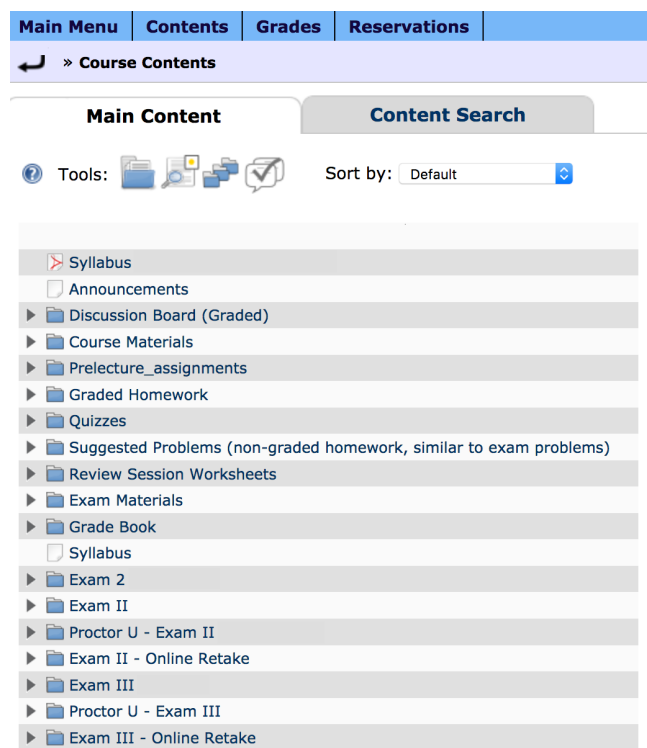 Main Menu Contents Grades Reservations
» Course Contents
Main Content Content Search
Tools: Sort by: Default
Syllabus
Announcements
Discussion Board (Graded)
Course Materials
Prelecture_assignments
Graded Homework
Quizzes
Suggested Problems (non-graded homework, similar to exam problems)
Review Session Worksheets
Exam Materials
Grade Book
Syllabus
Exam 2
Exam II
Proctor U - Exam II
Exam II - Online Retake
Exam III
Proctor U - Exam III
Exam III - Online Retake